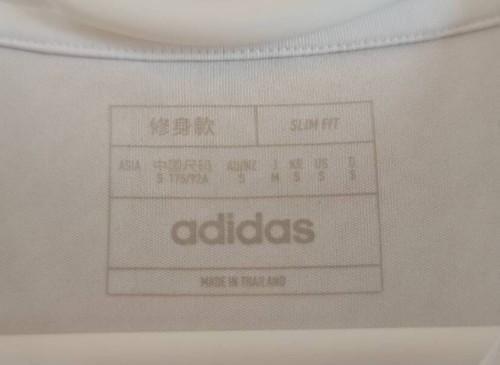 修身款 SLIM FIT
ASIA 中国尺码 AU/NZ J KE US D
S 175/92A S M S S S
adidas
MADE IN THAILAND